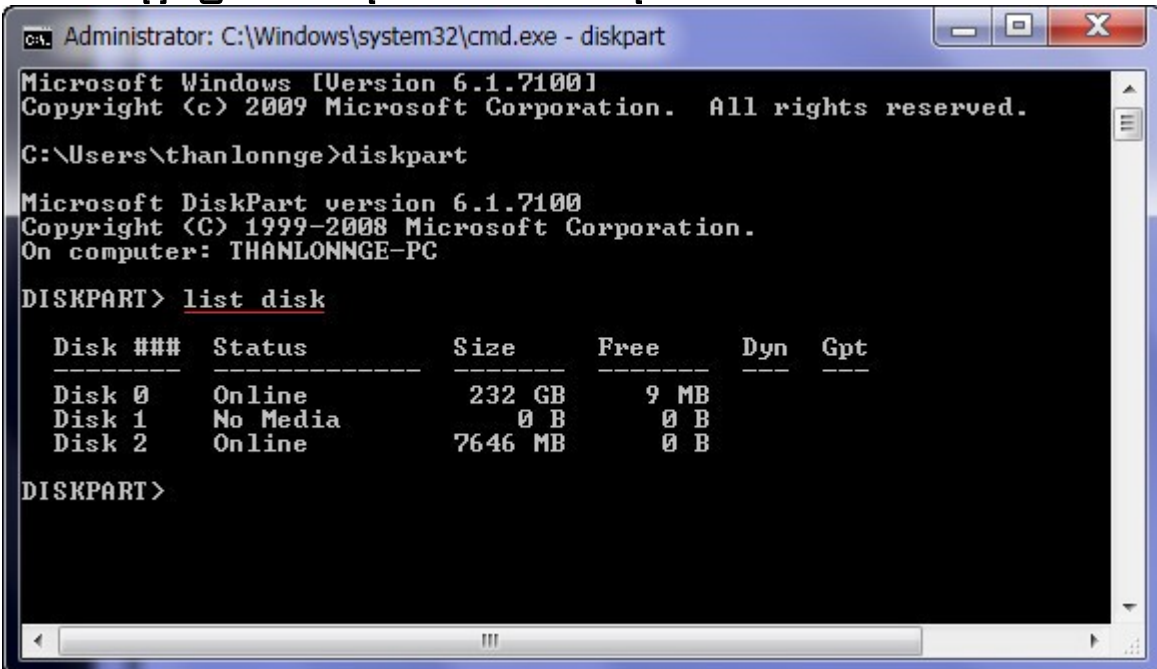 Administrator: C:\Windows\system32\cmd.exe - diskpart
Microsoft Windows [Version 6.1.7100]
Copyright (c) 2009 Microsoft Corporation.  All rights reserved.
C:\Users\thanlonnge>diskpart
Microsoft DiskPart version 6.1.7100
Copyright (C) 1999-2008 Microsoft Corporation.
On computer: THANLONNGE-PC
DISKPART> list disk
Disk ###  Status         Size     Free     Dyn  Gpt
--------  -------------  -------  -------  ---  ---
Disk 0    Online          232 GB     9 MB
Disk 1    No Media           0 B      0 B
Disk 2    Online         7646 MB      0 B
DISKPART>